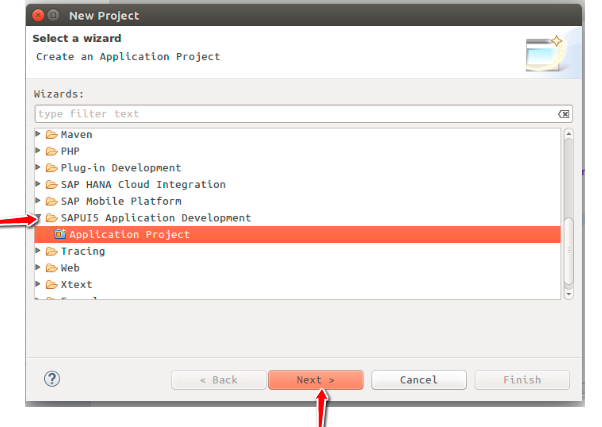 New Project
Select a wizard
Create an Application Project
Wizards:
type filter text
Maven
PHP
Plug-in Development
SAP HANA Cloud Integration
SAP Mobile Platform
SAPUI5 Application Development
Application Project
Tracing
Web
Xtext
< Back Next > Cancel Finish